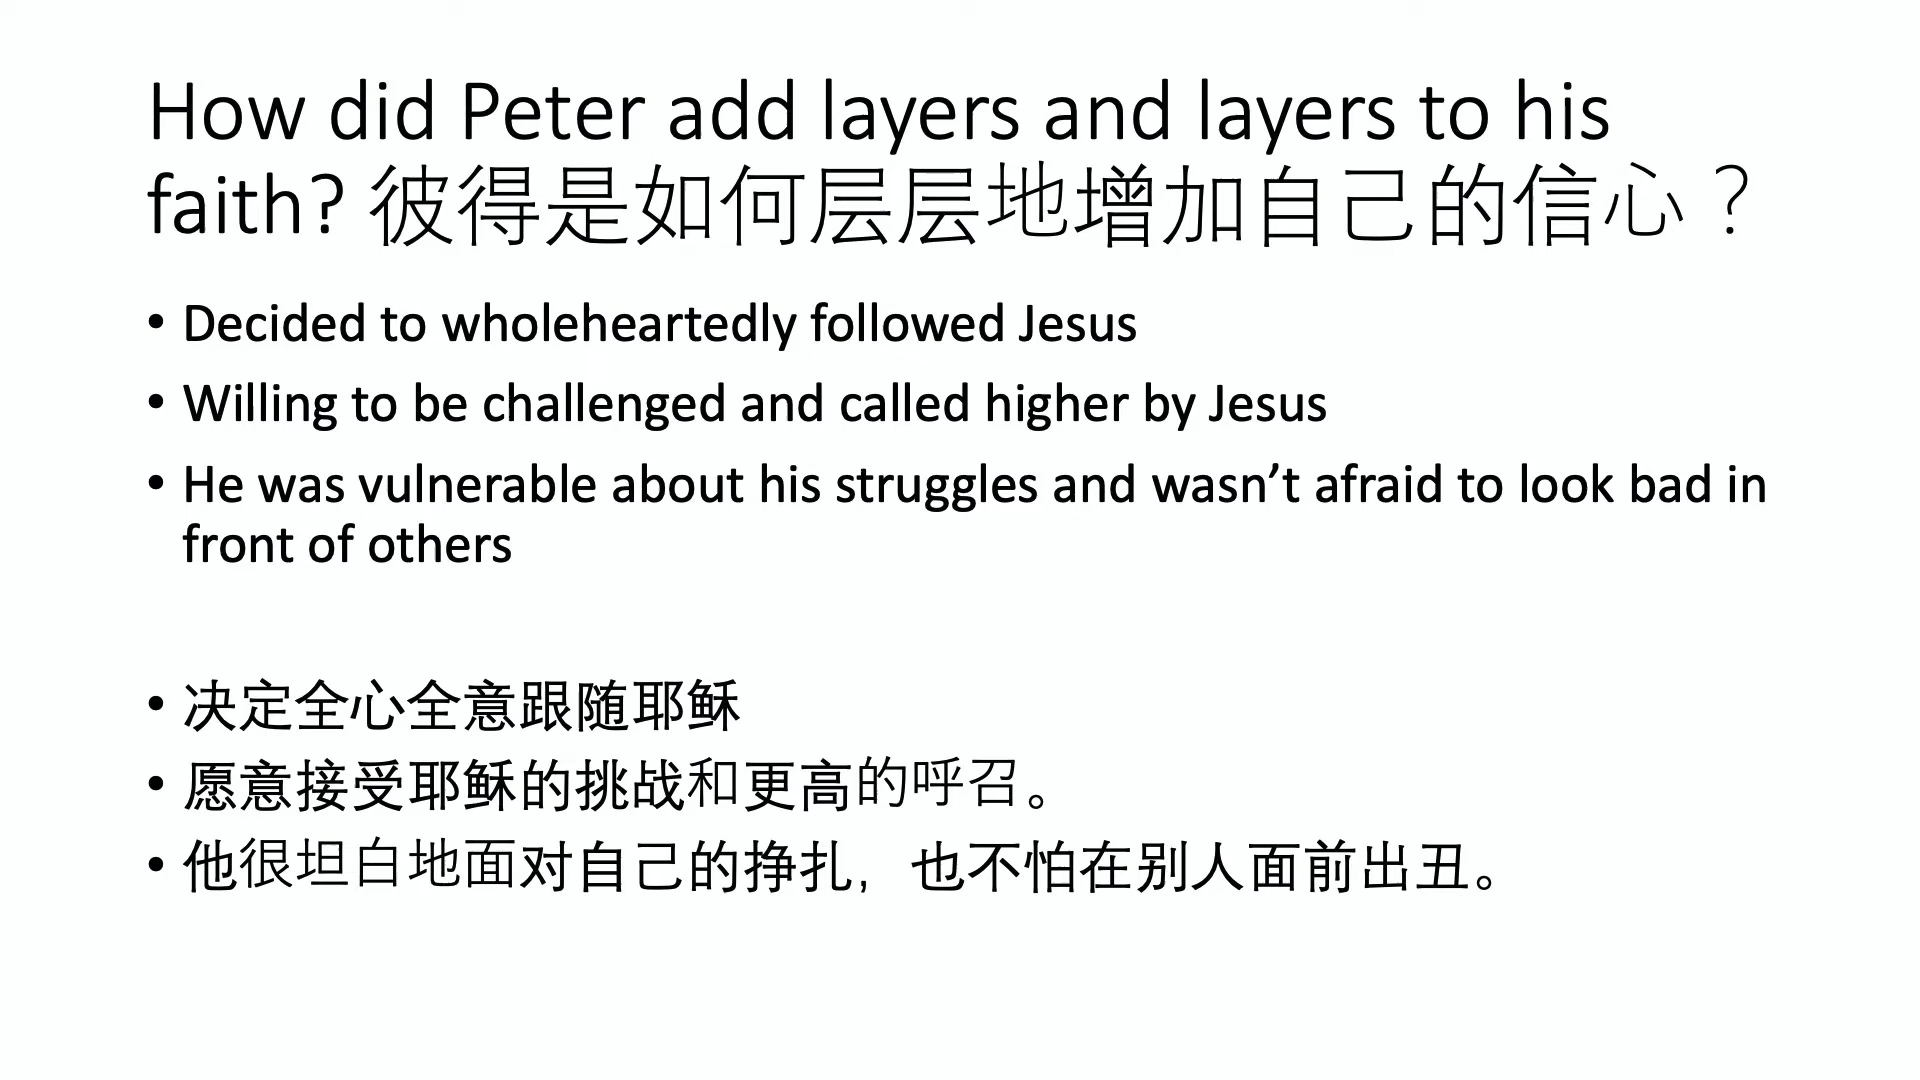 How did Peter add layers and layers to his
faith? 彼得是如何层层地增加自己的信心？
• Decided to wholeheartedly followed Jesus
• Willing to be challenged and called higher by Jesus
• He was vulnerable about his struggles and wasn’t afraid to look bad in
front of others
• 决定全心全意跟随耶稣
• 愿意接受耶稣的挑战和更高的呼召。
• 他很坦白地面对自己的挣扎，也不怕在别人面前出丑。